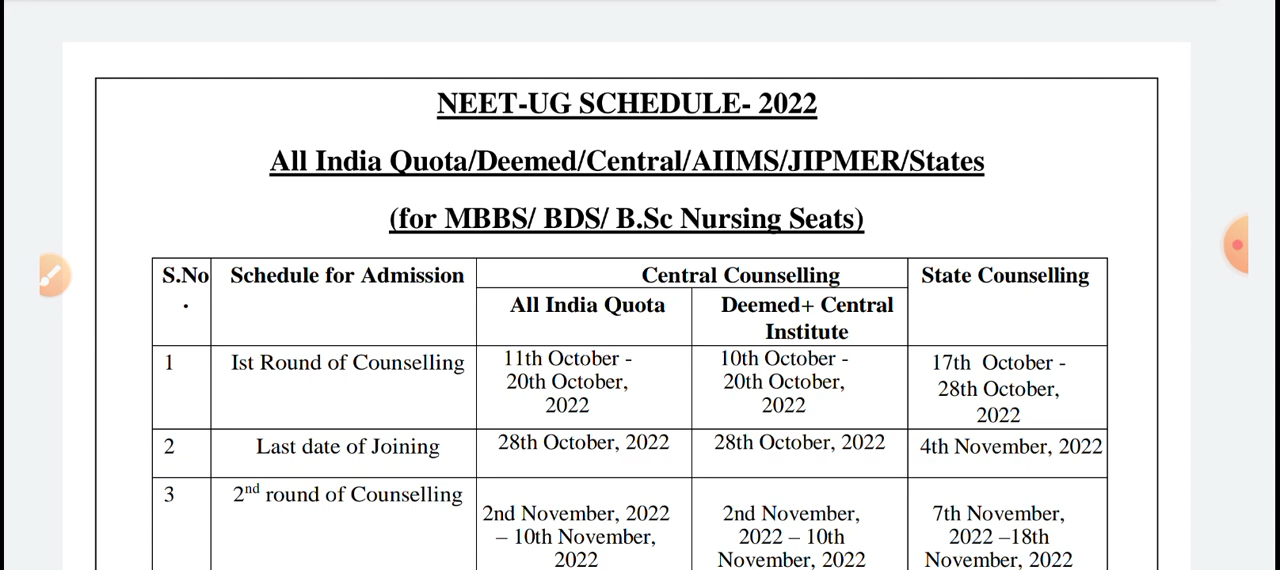 NEET-UG SCHEDULE- 2022
All India Quota/Deemed/Central/AIIMS/JIPMER/States
(for MBBS/ BDS/ B.Sc Nursing Seats)
S.No
.
Schedule for Admission
Central Counselling
State Counselling
All India Quota
Deemed+ Central
Institute
1
Ist Round of Counselling
11th October -
20th October,
2022
10th October -
20th October,
2022
17th October -
28th October,
2022
2
Last date of Joining
28th October, 2022
28th October, 2022
4th November, 2022
3
2nd round of Counselling
2nd November, 2022
– 10th November,
2022
2nd November,
2022 – 10th
November, 2022
7th November,
2022 –18th
November, 2022